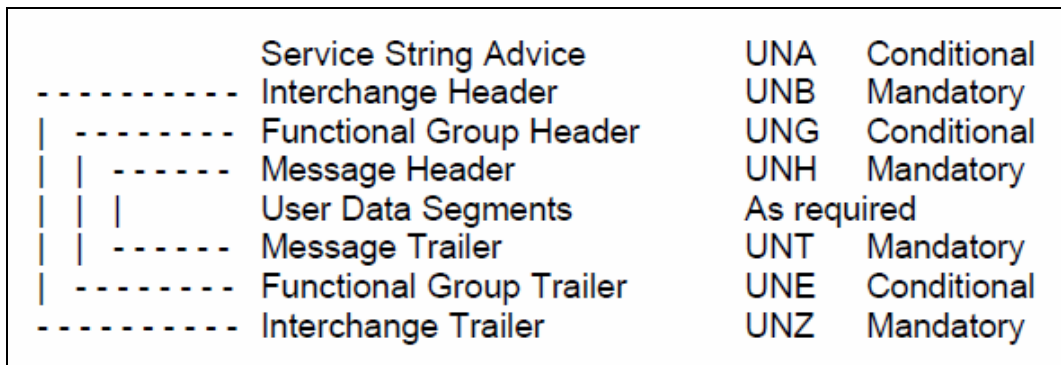 Service String Advice UNA Conditional
- - - - - - - - - - Interchange Header UNB Mandatory
| - - - - - - - - Functional Group Header UNG Conditional
| | - - - - - - Message Header UNH Mandatory
| | | User Data Segments As required
| | - - - - - - Message Trailer UNT Mandatory
| - - - - - - - - Functional Group Trailer UNE Conditional
- - - - - - - - - - Interchange Trailer UNZ Mandatory